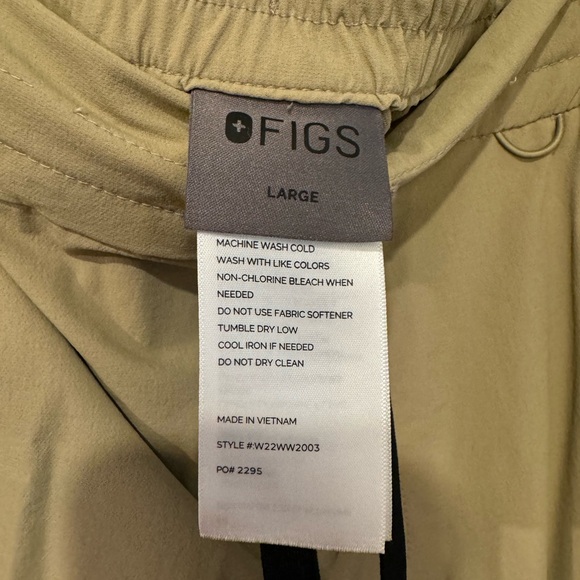 FIGS
LARGE
MACHINE WASH COLD
WASH WITH LIKE COLORS
NON-CHLORINE BLEACH WHEN
NEEDED
DO NOT USE FABRIC SOFTENER
TUMBLE DRY LOW
COOL IRON IF NEEDED
DO NOT DRY CLEAN
MADE IN VIETNAM
STYLE #:W22WW2003
PO# 2295